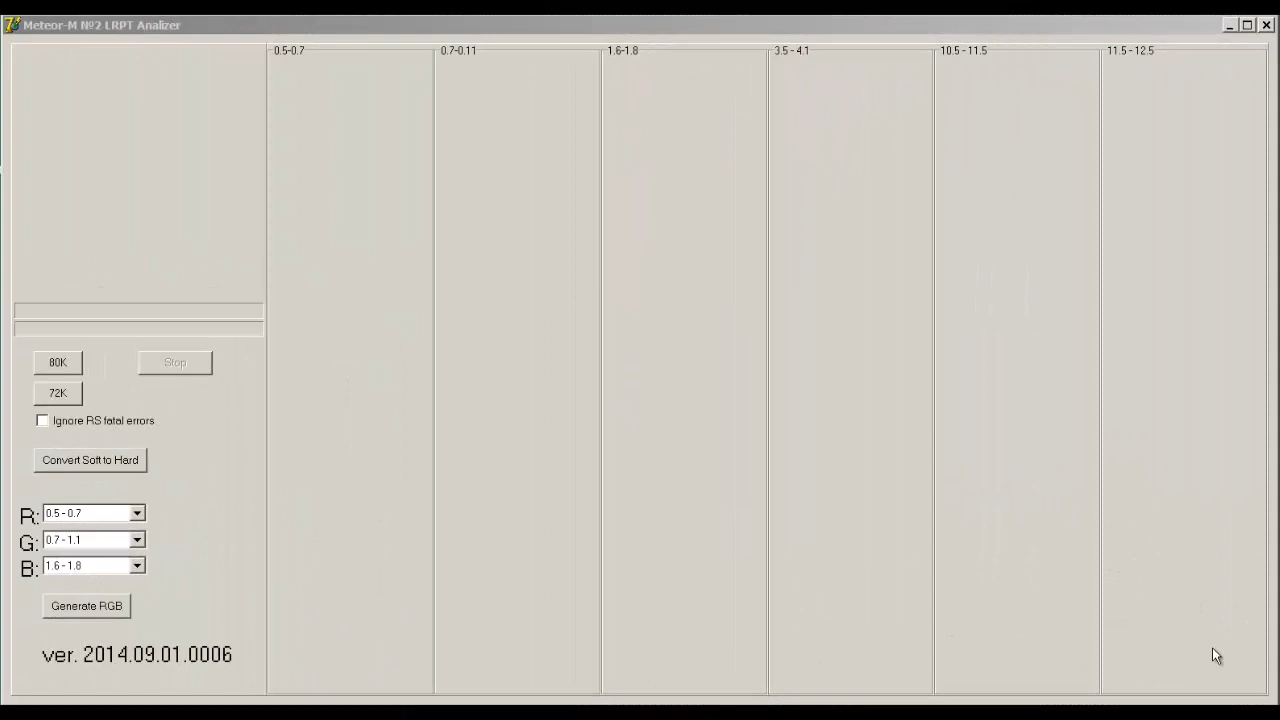 Meteor-M №2 LRPT Analizer
0.5-0.7
0.7-0.11
1.6-1.8
3.5 - 4.1
10.5 - 11.5
11.5 - 12.5
80K
Stop
72K
Ignore RS fatal errors
Convert Soft to Hard
R: 0.5 - 0.7
G: 0.7 - 1.1
B: 1.6 - 1.8
Generate RGB
ver. 2014.09.01.0006